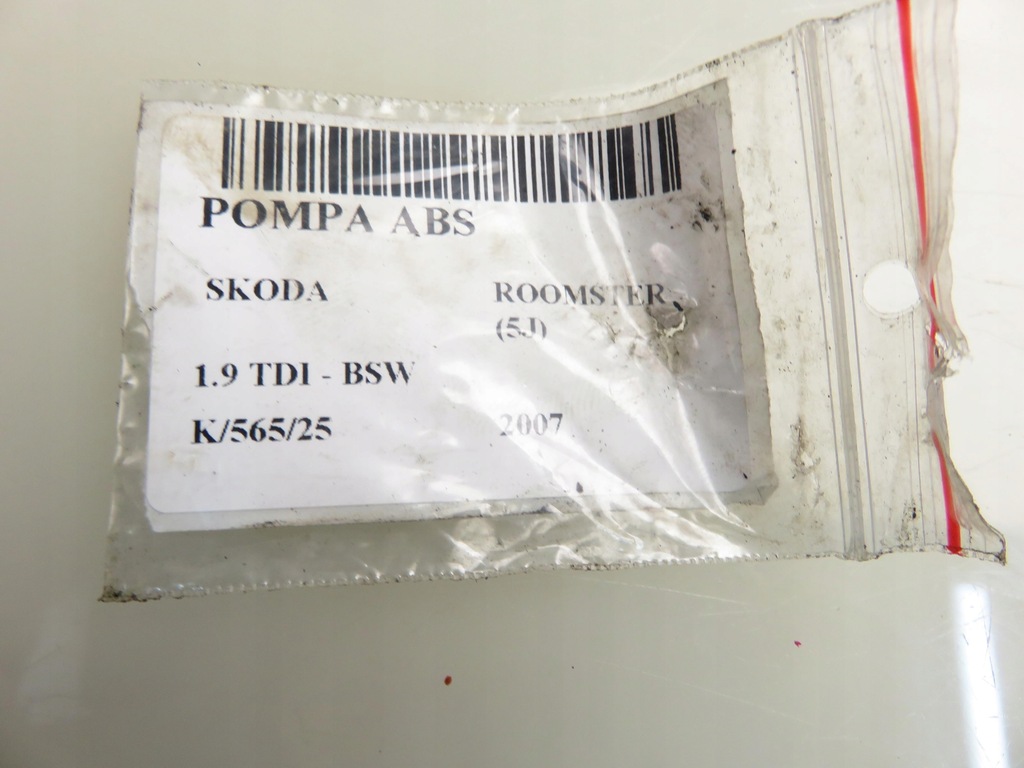 POMPA ABS
SKODA ROOMSTER
(5J)
1.9 TDI - BSW
K/565/25 2007